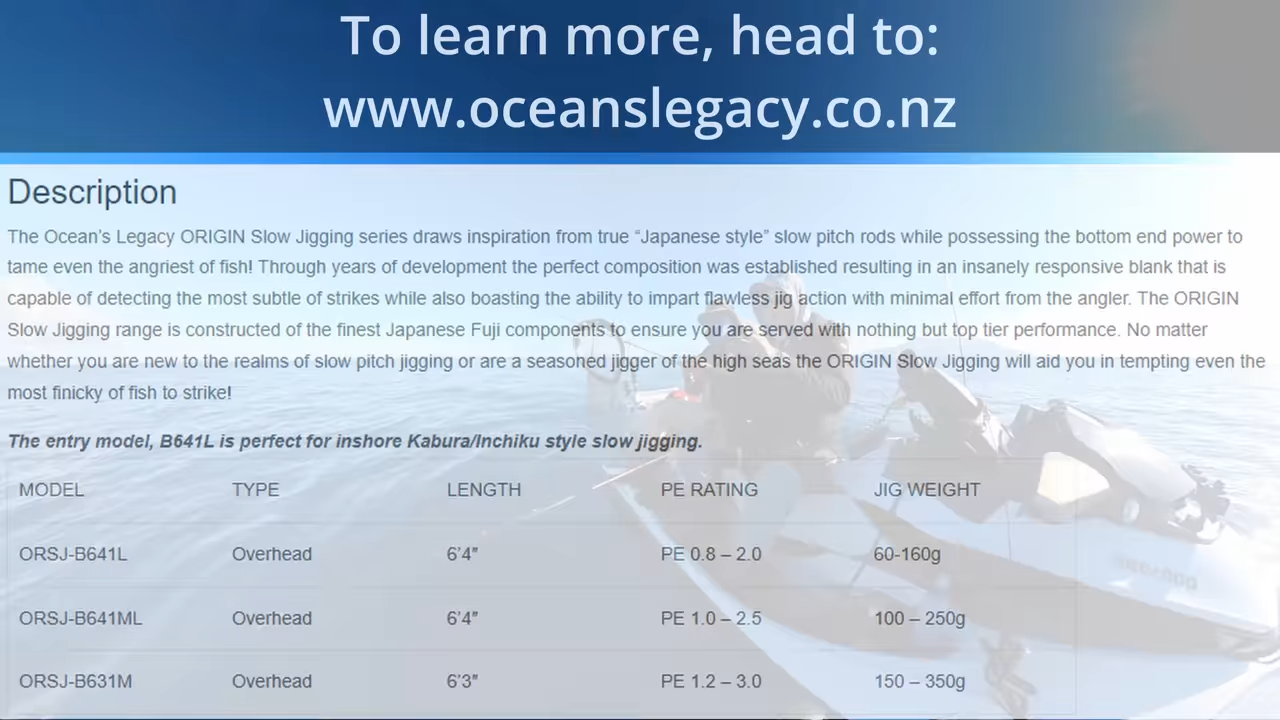 To learn more, head to:
www.oceanslegacy.co.nz
Description
The Ocean’s Legacy ORIGIN Slow Jigging series draws inspiration from true “Japanese style” slow pitch rods while possessing the bottom end power to
tame even the angriest of fish! Through years of development the perfect composition was established resulting in an insanely responsive blank that is
capable of detecting the most subtle of strikes while also boasting the ability to impart flawless jig action with minimal effort from the angler. The ORIGIN
Slow Jigging range is constructed of the finest Japanese Fuji components to ensure you are served with nothing but top tier performance. No matter
whether you are new to the realms of slow pitch jigging or are a seasoned jigger of the high seas the ORIGIN Slow Jigging will aid you in tempting even the
most finicky of fish to strike!
The entry model, B641L is perfect for inshore Kabura/Inchiku style slow jigging.
MODEL TYPE LENGTH PE RATING JIG WEIGHT
ORSJ-B641L Overhead 6’4″ PE 0.8 – 2.0 60-160g
ORSJ-B641ML Overhead 6’4″ PE 1.0 – 2.5 100 – 250g
ORSJ-B631M Overhead 6’3″ PE 1.2 – 3.0 150 – 350g